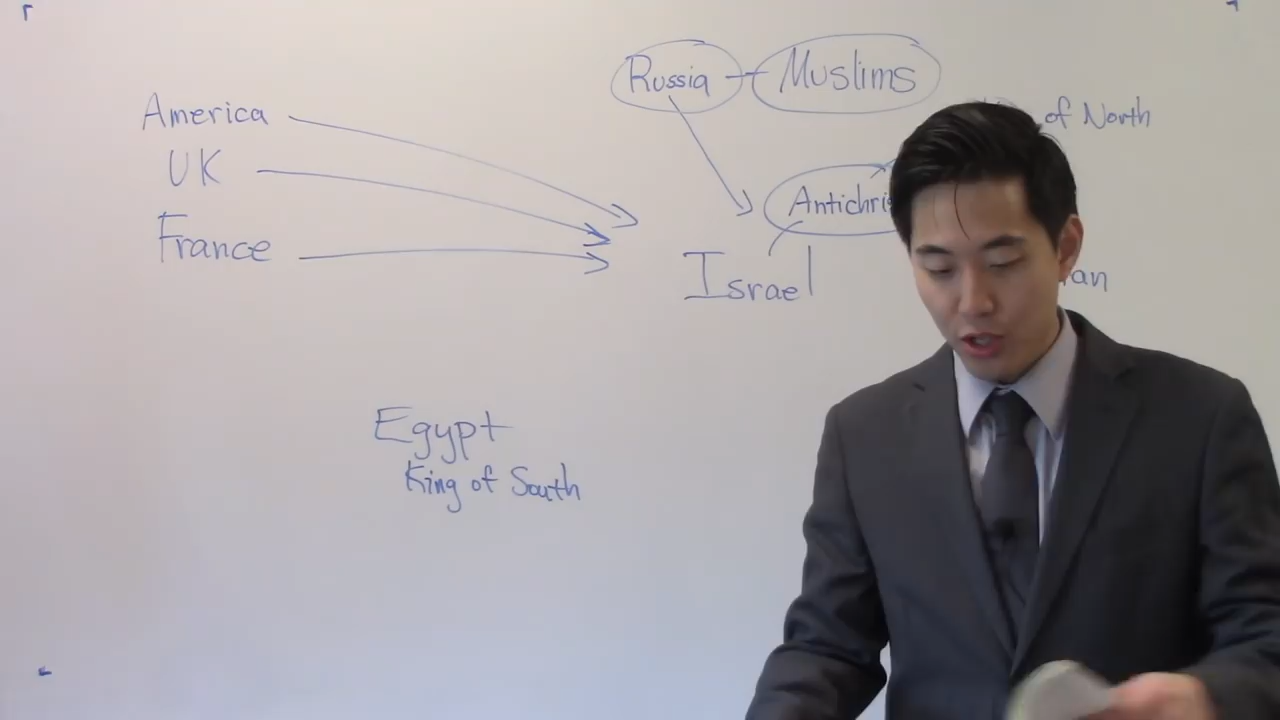 Russia Muslims
America
of North
UK
Antichri
France
Israel
an
Egypt
King of South